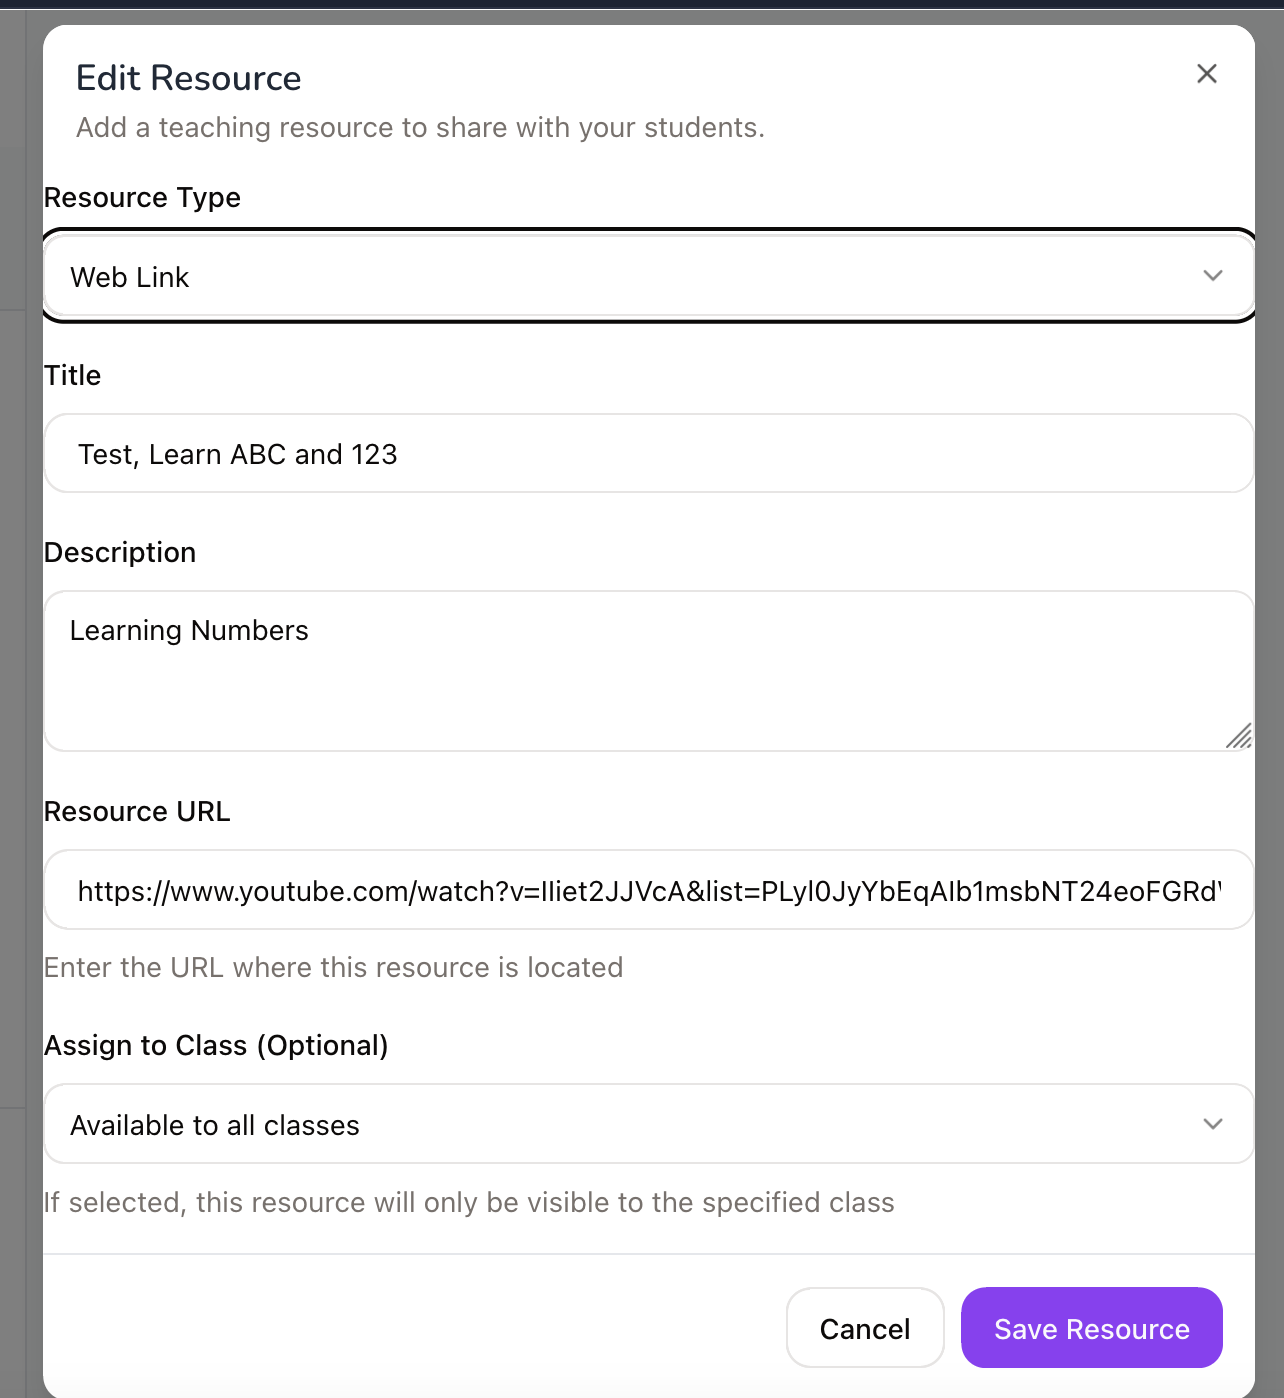 Edit Resource
Add a teaching resource to share with your students.
Resource Type
Web Link
Title
Test, Learn ABC and 123
Description
Learning Numbers
Resource URL
https://www.youtube.com/watch?v=IIiet2JJVcA&list=PLyl0JyYbEqAIb1msbNT24eoFGRd
Enter the URL where this resource is located
Assign to Class (Optional)
Available to all classes
If selected, this resource will only be visible to the specified class
Cancel
Save Resource